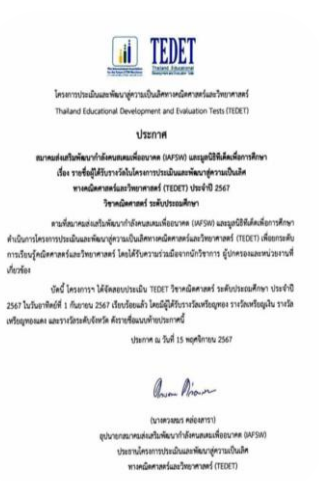 TEDET
Thailand Educational
Development and Evaluation Tests
โครงการประเมินและพัฒนาสู่ความเป็นเลิศทางคณิตศาสตร์และวิทยาศาสตร์
Thailand Educational Development and Evaluation Tests (TEDET)
ประกาศ
สมาคมส่งเสริมพัฒนากำลังคนสเตมเพื่ออนาคต (IAFSW) และมูลนิธิทีเด็ตเพื่อการศึกษา
เรื่อง รายชื่อผู้ได้รับรางวัลในโครงการประเมินและพัฒนาสู่ความเป็นเลิศ
ทางคณิตศาสตร์และวิทยาศาสตร์ (TEDET) ประจำปี 2567
วิชาคณิตศาสตร์ ระดับประถมศึกษา
ตามที่สมาคมส่งเสริมพัฒนากำลังคนสเตมเพื่ออนาคต (IAFSW) และมูลนิธิทีเด็ตเพื่อการศึกษา
ดำเนินการโครงการประเมินและพัฒนาสู่ความเป็นเลิศทางคณิตศาสตร์และวิทยาศาสตร์ (TEDET) เพื่อยกระดับ
การเรียนรู้คณิตศาสตร์และวิทยาศาสตร์ โดยได้รับความร่วมมือจากนักวิชาการ ผู้ปกครองและหน่วยงานที่
เกี่ยวข้อง
บัดนี้ โครงการฯ ได้จัดสอบประเมิน TEDET วิชาคณิตศาสตร์ ระดับประถมศึกษา ประจำปี
2567 ในวันอาทิตย์ที่ 1 กันยายน 2567 เรียบร้อยแล้ว โดยมีผู้ได้รับรางวัลเหรียญทอง รางวัลเหรียญเงิน รางวัล
เหรียญทองแดง และรางวัลระดับจังหวัด ดังรายชื่อแนบท้ายประกาศนี้
ประกาศ ณ วันที่ 15 พฤศจิกายน 2567
(นางดวงสมร คล่องสารา)
อุปนายกสมาคมส่งเสริมพัฒนากำลังคนสเตมเพื่ออนาคต (IAFSW)
ประธานโครงการประเมินและพัฒนาสู่ความเป็นเลิศ
ทางคณิตศาสตร์และวิทยาศาสตร์ (TEDET)